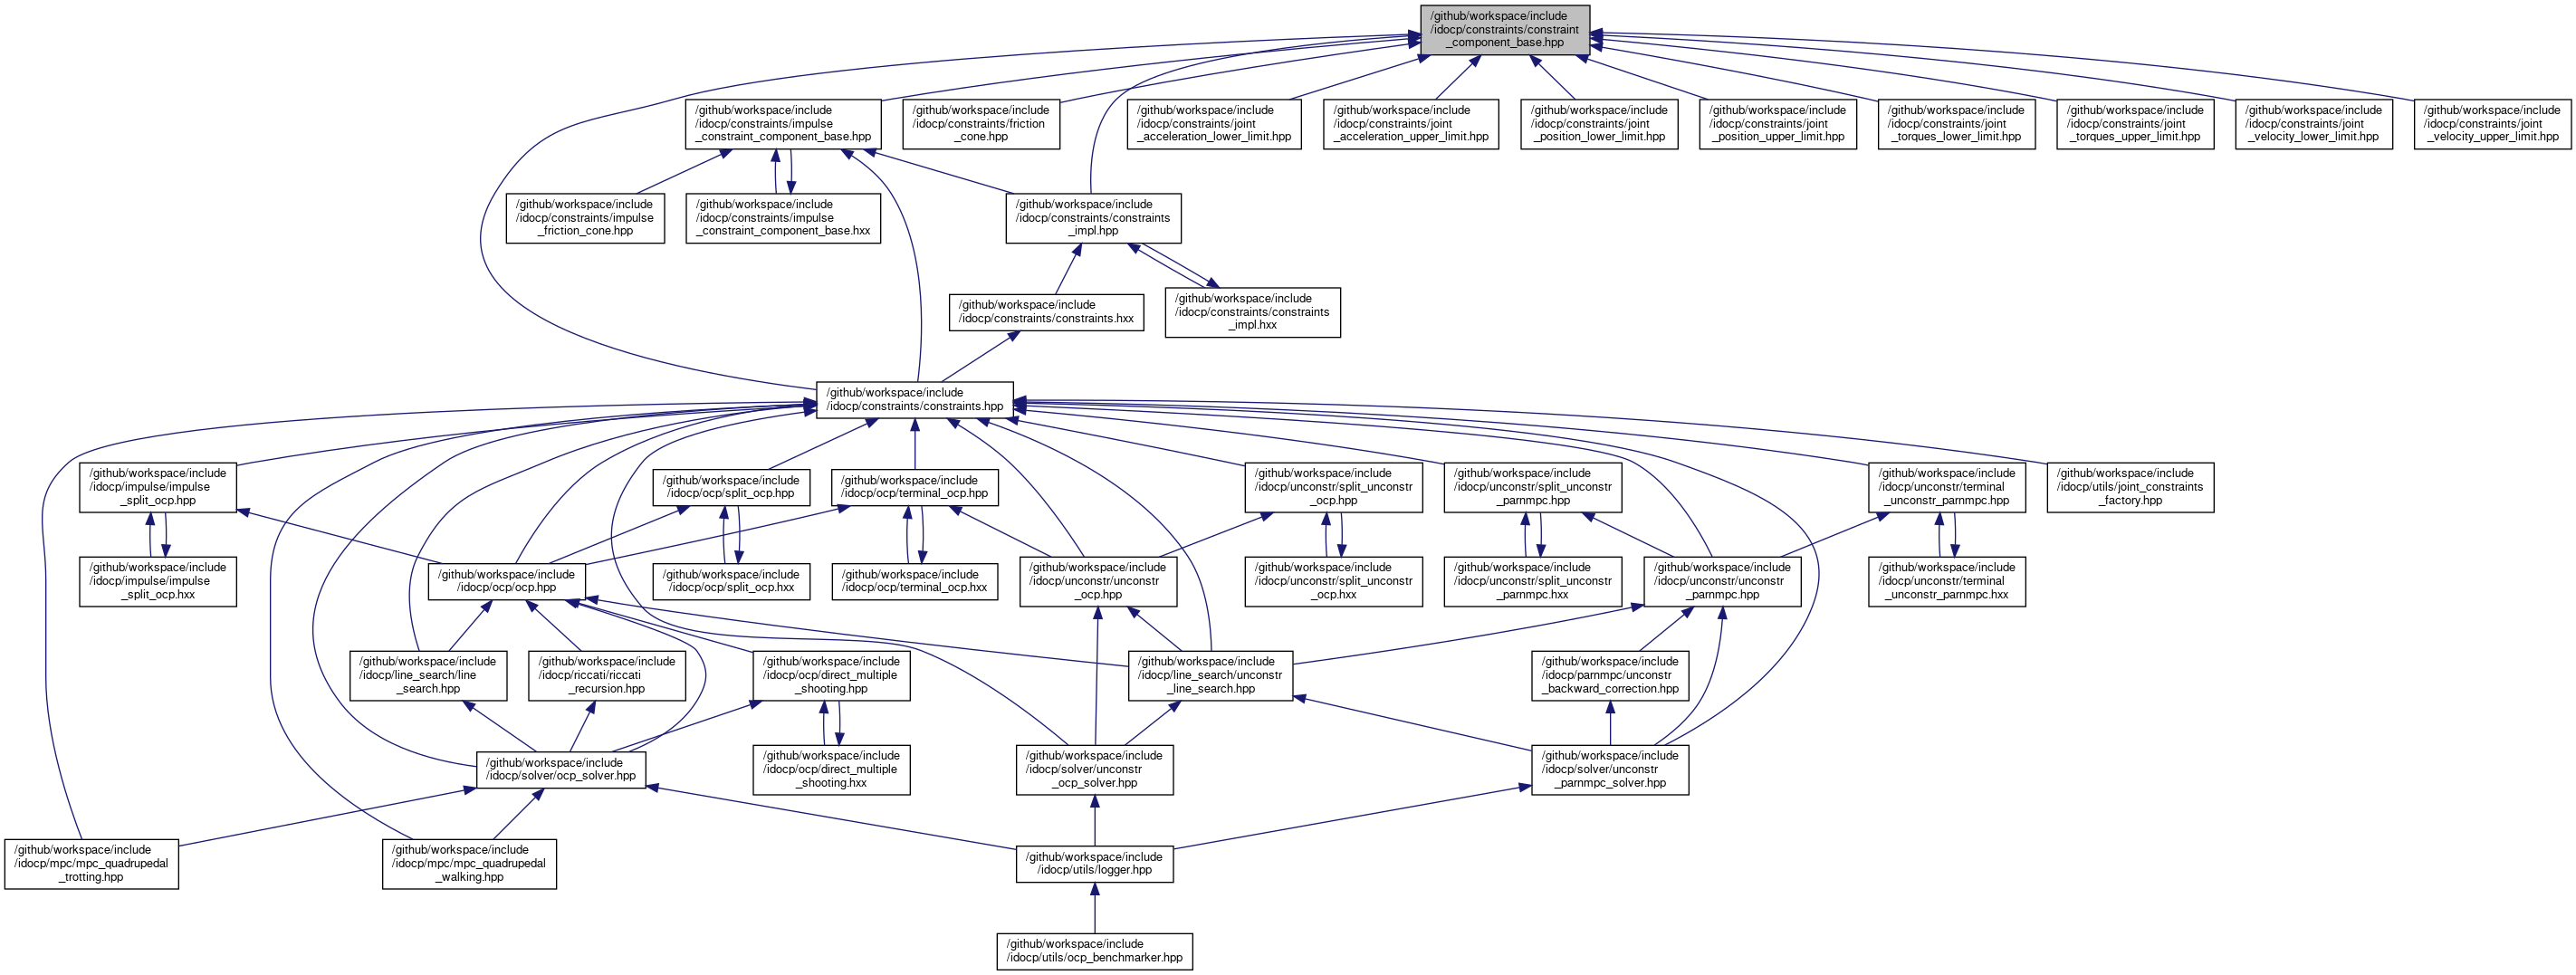 /github/workspace/include
/idocp/constraints/constraint
_component_base.hpp
/github/workspace/include
/idocp/constraints/impulse
_constraint_component_base.hpp
/github/workspace/include
/idocp/constraints/friction
_cone.hpp
/github/workspace/include
/idocp/constraints/joint
_acceleration_lower_limit.hpp
/github/workspace/include
/idocp/constraints/joint
_acceleration_upper_limit.hpp
/github/workspace/include
/idocp/constraints/joint
_position_lower_limit.hpp
/github/workspace/include
/idocp/constraints/joint
_position_upper_limit.hpp
/github/workspace/include
/idocp/constraints/joint
_torques_lower_limit.hpp
/github/workspace/include
/idocp/constraints/joint
_torques_upper_limit.hpp
/github/workspace/include
/idocp/constraints/joint
_velocity_lower_limit.hpp
/github/workspace/include
/idocp/constraints/joint
_velocity_upper_limit.hpp
/github/workspace/include
/idocp/constraints/impulse
_friction_cone.hpp
/github/workspace/include
/idocp/constraints/impulse
_constraint_component_base.hxx
/github/workspace/include
/idocp/constraints/constraints
_impl.hpp
/github/workspace/include
/idocp/constraints/constraints.hxx
/github/workspace/include
/idocp/constraints/constraints
_impl.hxx
/github/workspace/include
/idocp/constraints/constraints.hpp
/github/workspace/include
/idocp/impulse/impulse
_split_ocp.hpp
/github/workspace/include
/idocp/ocp/split_ocp.hpp
/github/workspace/include
/idocp/ocp/terminal_ocp.hpp
/github/workspace/include
/idocp/unconstr/split_unconstr
_ocp.hpp
/github/workspace/include
/idocp/unconstr/split_unconstr
_parnmpc.hpp
/github/workspace/include
/idocp/unconstr/terminal
_unconstr_parnmpc.hpp
/github/workspace/include
/idocp/utils/joint_constraints
_factory.hpp
/github/workspace/include
/idocp/impulse/impulse
_split_ocp.hxx
/github/workspace/include
/idocp/ocp/ocp.hpp
/github/workspace/include
/idocp/ocp/split_ocp.hxx
/github/workspace/include
/idocp/ocp/terminal_ocp.hxx
/github/workspace/include
/idocp/unconstr/unconstr
_ocp.hpp
/github/workspace/include
/idocp/unconstr/split_unconstr
_ocp.hxx
/github/workspace/include
/idocp/unconstr/split_unconstr
_parnmpc.hxx
/github/workspace/include
/idocp/unconstr/unconstr
_parnmpc.hpp
/github/workspace/include
/idocp/unconstr/terminal
_unconstr_parnmpc.hxx
/github/workspace/include
/idocp/line_search/line
_search.hpp
/github/workspace/include
/idocp/riccati/riccati
_recursion.hpp
/github/workspace/include
/idocp/ocp/direct_multiple
_shooting.hpp
/github/workspace/include
/idocp/line_search/unconstr
_line_search.hpp
/github/workspace/include
/idocp/parnmpc/unconstr
_backward_correction.hpp
/github/workspace/include
/idocp/solver/ocp_solver.hpp
/github/workspace/include
/idocp/ocp/direct_multiple
_shooting.hxx
/github/workspace/include
/idocp/solver/unconstr
_ocp_solver.hpp
/github/workspace/include
/idocp/solver/unconstr
_parnmpc_solver.hpp
/github/workspace/include
/idocp/mpc/mpc_quadrupedal
_trotting.hpp
/github/workspace/include
/idocp/mpc/mpc_quadrupedal
_walking.hpp
/github/workspace/include
/idocp/utils/logger.hpp
/github/workspace/include
/idocp/utils/ocp_benchmarker.hpp